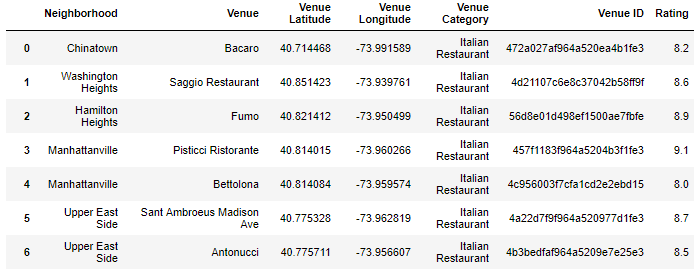 Neighborhood Venue Venue Latitude Venue Longitude Venue Category Venue ID Rating
0 Chinatown Bacaro 40.714468 -73.991589 Italian Restaurant 472a027af964a520ea4b1fe3 8.2
1 Washington Heights Saggio Restaurant 40.851423 -73.939761 Italian Restaurant 4d21107c6e8c37042b58ff9f 8.6
2 Hamilton Heights Fumo 40.821412 -73.950499 Italian Restaurant 56d8e01d498ef1500ae7fbfe 8.9
3 Manhattanville Pisticci Ristorante 40.814015 -73.960266 Italian Restaurant 457f1183f964a5204b3f1fe3 9.1
4 Manhattanville Bettolona 40.814084 -73.959574 Italian Restaurant 4c956003f7cfa1cd2e2ebd15 8.0
5 Upper East Side Sant Ambroeus Madison Ave 40.775328 -73.962819 Italian Restaurant 4a22d7f9f964a520977d1fe3 8.7
6 Upper East Side Antonucci 40.775711 -73.956607 Italian Restaurant 4b3bedfaf964a5209e7e25e3 8.5